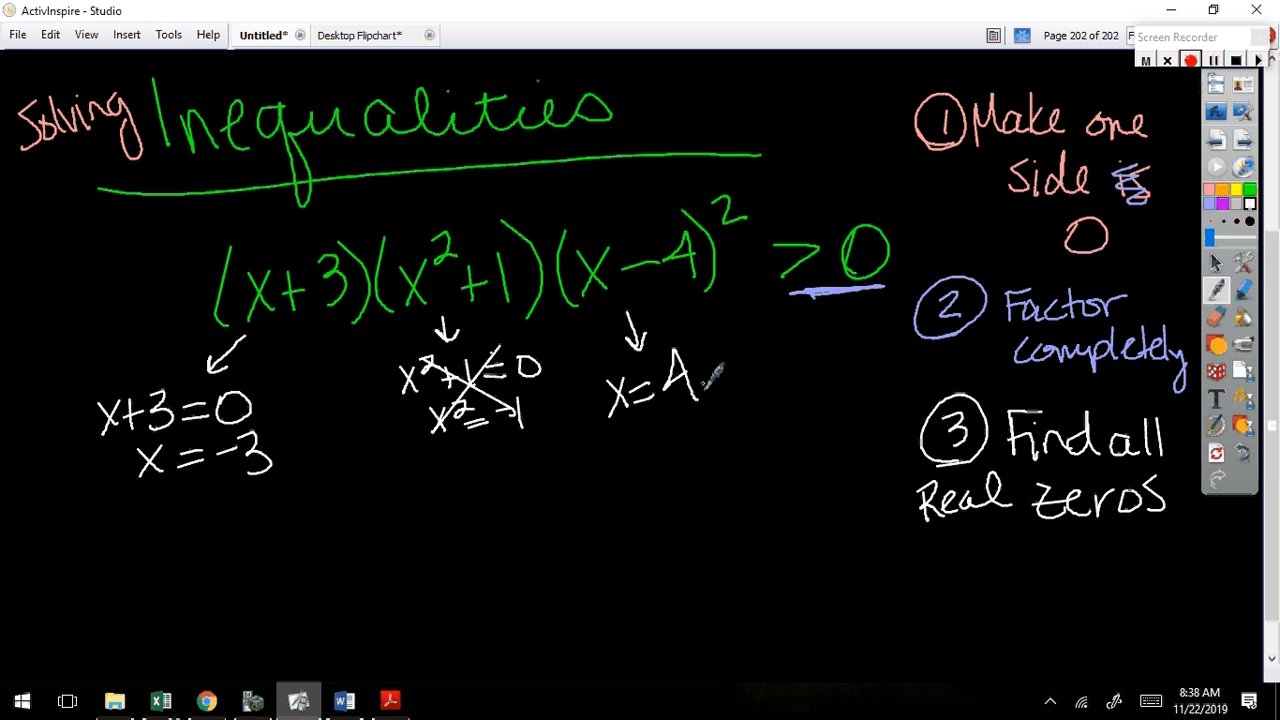 ActivInspire - Studio
Screen Recorder
File Edit View Insert Tools Help Untitled* Desktop Flipchart* Page 202 of 202
M
Solving Inequalities
(x+3)(x²+1)(x-4)² > 0
x+3=0
x=-3
x²+1=0
x²=-1
x=4
① Make one
side is
0
② Factor
completely
③ Find all
Real zeros
8:38 AM
11/22/2019